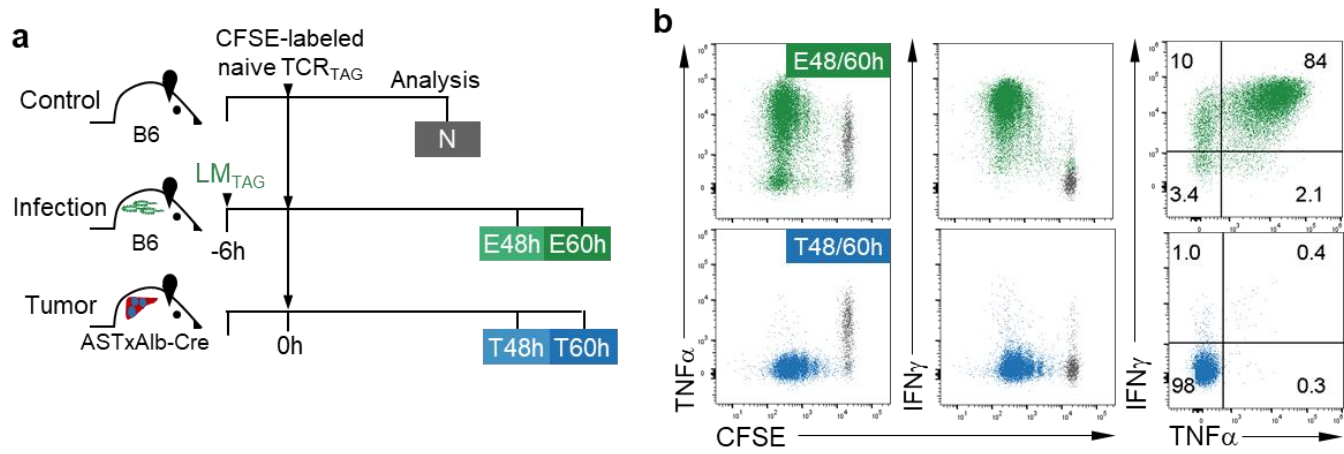 a
CFSE-labeled
naive TCRTAG
Analysis
Control
B6
N
LMTAG
Infection
B6
-6h
E48h E60h
Tumor
ASTxAlb-Cre
0h
T48h T60h
b
E48/60h
10 84
3.4 2.1
T48/60h
1.0 0.4
98 0.3
TNFα
IFNγ
IFNγ
CFSE
TNFα